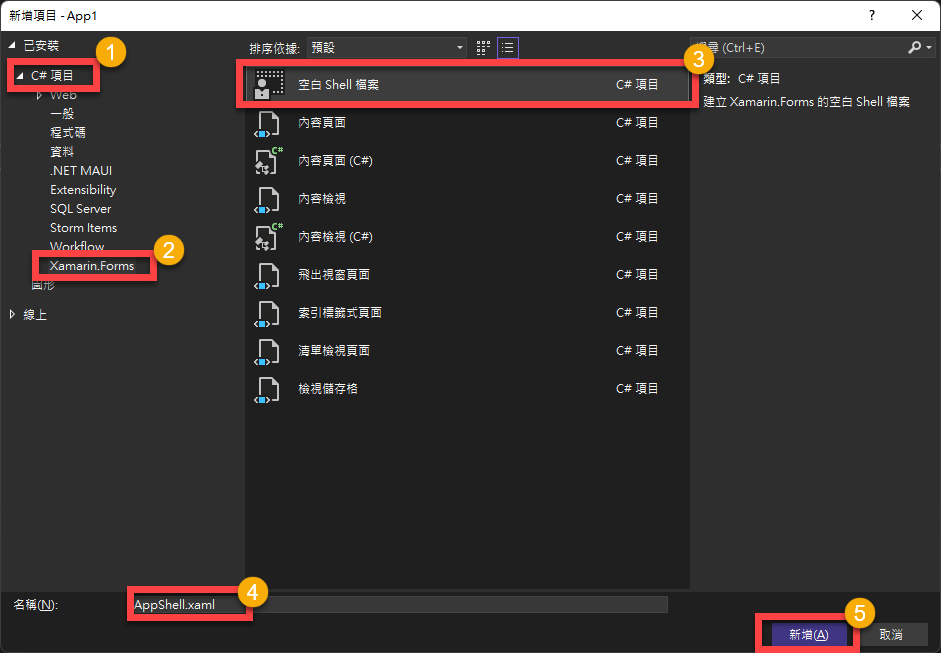 新增項目 - App1
?
已安裝
1
C# 項目
Web
一般
程式碼
資料
.NET MAUI
Extensibility
SQL Server
Storm Items
Workflow
2
Xamarin.Forms
圖形
線上
排序依據: 預設
3
空白 Shell 檔案 C# 項目
內容頁面 C# 項目
內容頁面 (C#) C# 項目
內容檢視 C# 項目
內容檢視 (C#) C# 項目
飛出視窗頁面 C# 項目
索引標籤式頁面 C# 項目
清單檢視頁面 C# 項目
檢視儲存格 C# 項目
尋 (Ctrl+E)
類型: C# 項目
建立 Xamarin.Forms 的空白 Shell 檔案
4
名稱(N): AppShell.xaml
5
新增(A) 取消